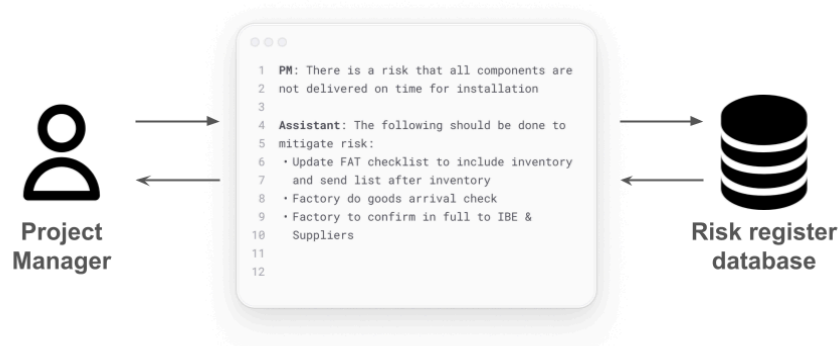 1 PM: There is a risk that all components are
2 not delivered on time for installation
3
4 Assistant: The following should be done to
5 mitigate risk:
6 • Update FAT checklist to include inventory
7 and send list after inventory
8 • Factory do goods arrival check
9 • Factory to confirm in full to IBE &
10 Suppliers
11
12
Project
Manager
Risk register
database